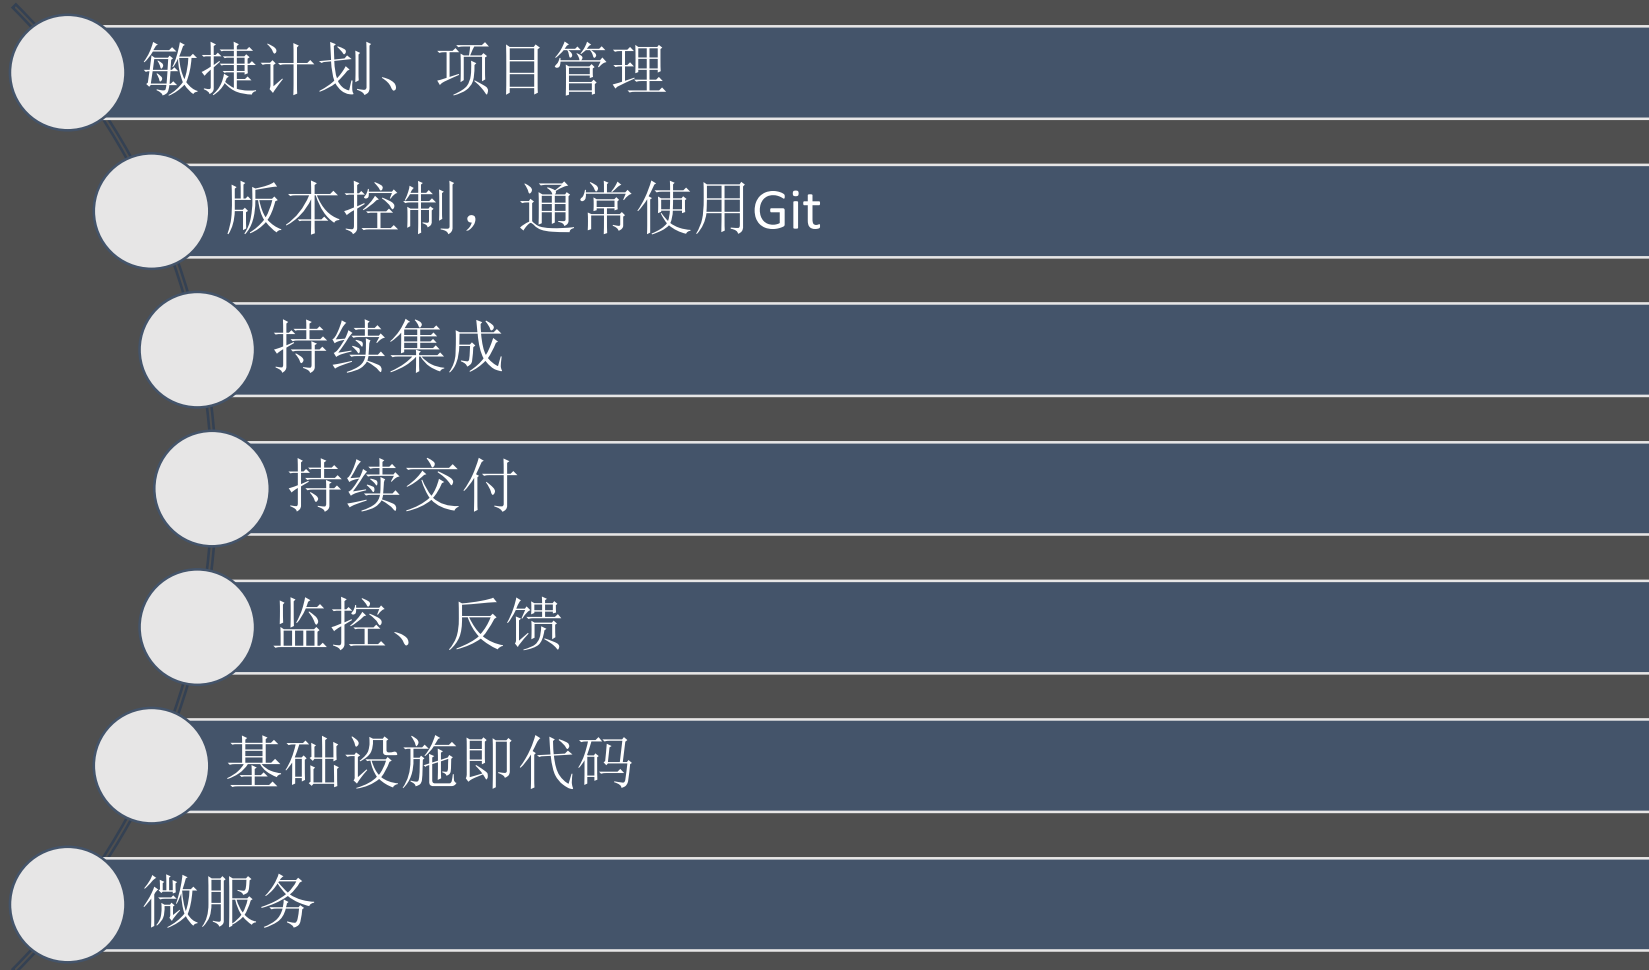 敏捷计划、项目管理
版本控制，通常使用Git
持续集成
持续交付
监控、反馈
基础设施即代码
微服务